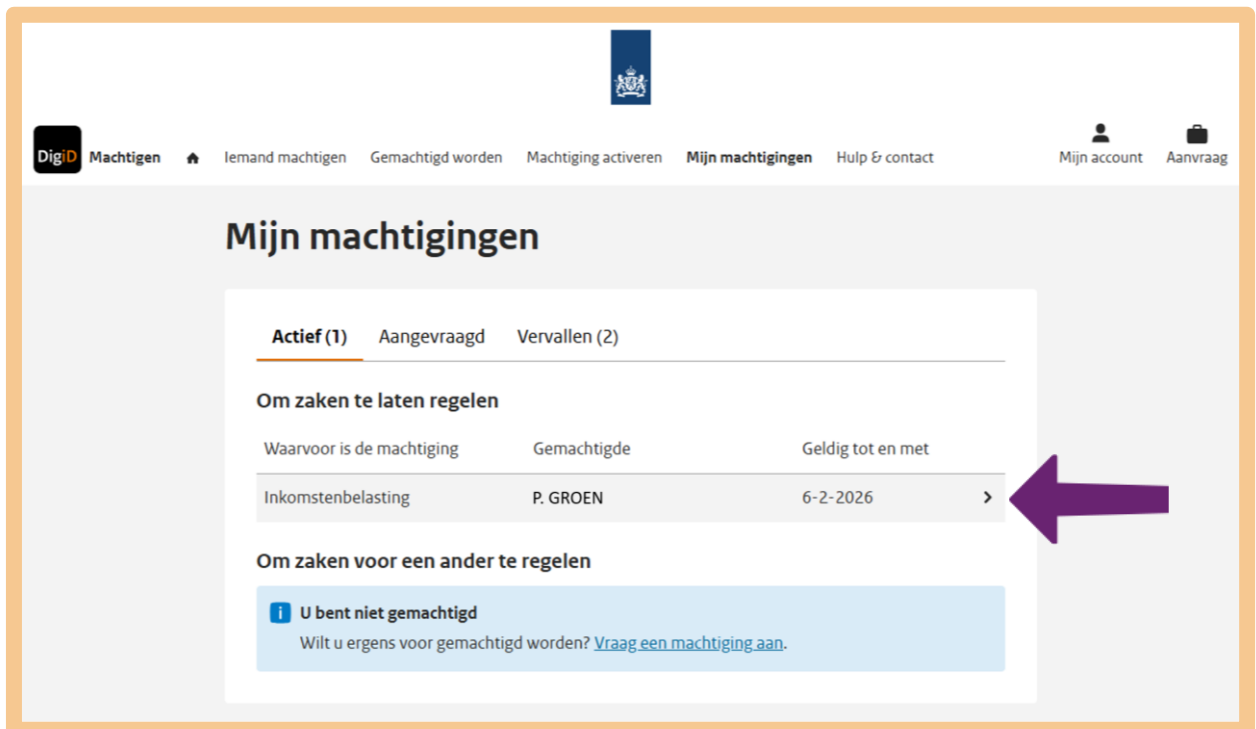 DigiD Machtigen Iemand machtigen Gemachtigd worden Machtiging activeren Mijn machtigingen Hulp & contact Mijn account Aanvraag
Mijn machtigingen
Actief (1) Aangevraagd Vervallen (2)
Om zaken te laten regelen
Waarvoor is de machtiging Gemachtigde Geldig tot en met
Inkomstenbelasting P. GROEN 6-2-2026
Om zaken voor een ander te regelen
U bent niet gemachtigd
Wilt u ergens voor gemachtigd worden? Vraag een machtiging aan.